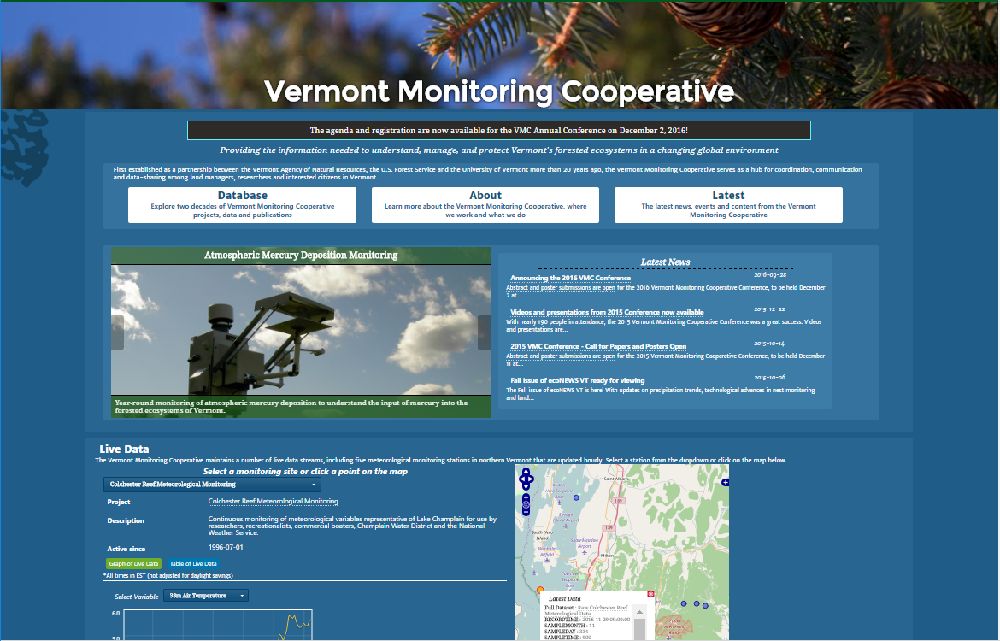 Vermont Monitoring Cooperative
The agenda and registration are now available for the VMC Annual Conference on December 2, 2016!
Providing the information needed to understand, manage, and protect Vermont's forested ecosystems in a changing global environment
First established as a partnership between the Vermont Agency of Natural Resources, the U.S. Forest Service and the University of Vermont more than 20 years ago, the Vermont Monitoring Cooperative serves as a hub for coordination, communication
and data-sharing among land managers, researchers and interested citizens in Vermont.
Database
Explore two decades of Vermont Monitoring Cooperative
projects, data and publications
About
Learn more about the Vermont Monitoring Cooperative, where
we work and what we do
Latest
The latest news, events and content from the Vermont
Monitoring Cooperative
Atmospheric Mercury Deposition Monitoring
Year-round monitoring of atmospheric mercury deposition to understand the input of mercury into the
forested ecosystems of Vermont.
Latest News
Announcing the 2016 VMC Conference 2016-09-28
Abstract and poster submissions are open for the 2016 Vermont Monitoring Cooperative Conference, to be held December
2 at...
Videos and presentations from 2015 Conference now available 2015-12-22
With nearly 190 people in attendance, the 2015 Vermont Monitoring Cooperative Conference was a great success. Videos
and presentations are...
2015 VMC Conference - Call for Papers and Posters Open 2015-10-14
Abstract and poster submissions are open for the 2015 Vermont Monitoring Cooperative Conference, to be held December
11 at...
Fall Issue of ecoNEWS VT ready for viewing 2015-10-06
The Fall issue of ecoNEWS VT is here! With updates on precipitation trends, technological advances in nest monitoring
and land...
Live Data
The Vermont Monitoring Cooperative maintains a number of live data streams, including five meteorological monitoring stations in northern Vermont that are updated hourly. Select a station from the dropdown or click on the map below.
Select a monitoring site or click a point on the map
Colchester Reef Meteorological Monitoring
Project Colchester Reef Meteorological Monitoring
Description Continuous monitoring of meteorological variables representative of Lake Champlain for use by
researchers, recreationalists, commercial boaters, Champlain Water District and the National
Weather Service.
Active since 1996-07-01
Graph of Live Data Table of Live Data
*All times in EST (not adjusted for daylight savings)
Select Variable 38m Air Temperature
6.0
5.0
Saint Albans
189
Savage
Island Airport
South Hero
Island
189
Airport
Airfield
Milton
Seaplane
Base
Latest Data
Full Dataset : Raw Colchester Reef
Meterological Data
RECORDTIME : 2016-11-29 09:00:00
SAMPLEMONTH : 11
SAMPLEDAY : 334
SAMPLETIME : 900